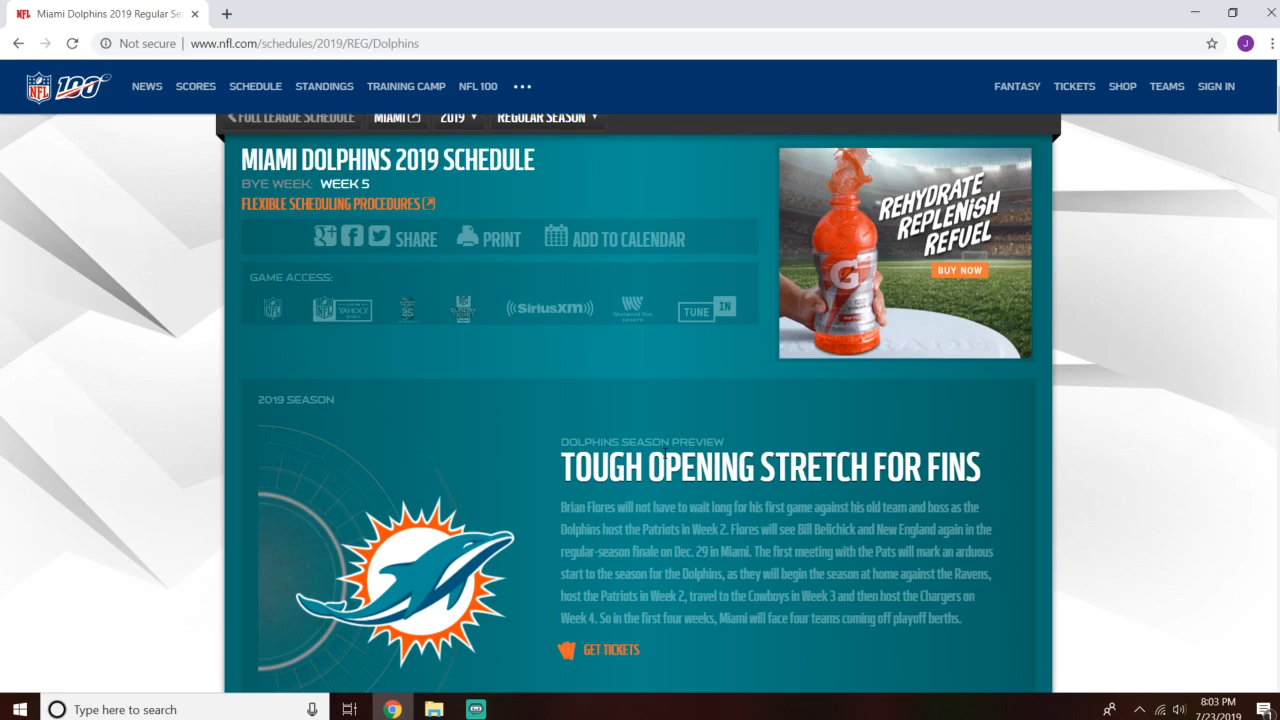 Miami Dolphins 2019 Regular Se
Not secure | www.nfl.com/schedules/2019/REG/Dolphins
NFL 100 NEWS SCORES SCHEDULE STANDINGS TRAINING CAMP NFL 100 ••• FANTASY TICKETS SHOP TEAMS SIGN IN
FULL LEAGUE SCHEDULE MIAMI 2019 REGULAR SEASON
MIAMI DOLPHINS 2019 SCHEDULE
BYE WEEK: WEEK 5
FLEXIBLE SCHEDULING PROCEDURES
SHARE PRINT ADD TO CALENDAR
GAME ACCESS:
NFL YAHOO! SiriusXM Westwood One SPORTS TUNE IN
REHYDRATE
REPLENISH
REFUEL
BUY NOW
G
2019 SEASON
DOLPHINS SEASON PREVIEW
TOUGH OPENING STRETCH FOR FINS
Brian Flores will not have to wait long for his first game against his old team and boss as the
Dolphins host the Patriots in Week 2. Flores will see Bill Belichick and New England again in the
regular-season finale on Dec. 29 in Miami. The first meeting with the Pats will mark an arduous
start to the season for the Dolphins, as they will begin the season at home against the Ravens,
host the Patriots in Week 2, travel to the Cowboys in Week 3 and then host the Chargers on
Week 4. So in the first four weeks, Miami will face four teams coming off playoff berths.
GET TICKETS
Type here to search
8:03 PM
7/23/2019